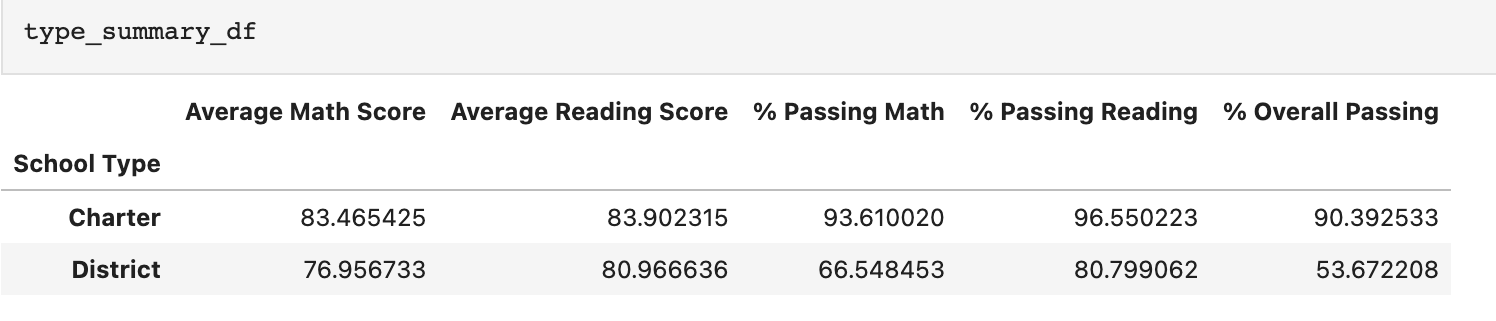 type_summary_df
Average Math Score Average Reading Score % Passing Math % Passing Reading % Overall Passing
School Type
Charter 83.465425 83.902315 93.610020 96.550223 90.392533
District 76.956733 80.966636 66.548453 80.799062 53.672208